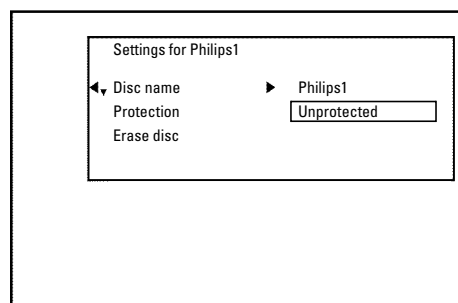 Settings for Philips1
Disc name Philips1
Protection Unprotected
Erase disc